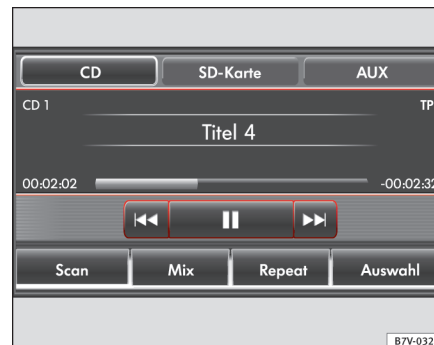 CD SD-Karte AUX
CD 1 TP
Titel 4
00:02:02 -00:02:32
Scan Mix Repeat Auswahl
B7V-032